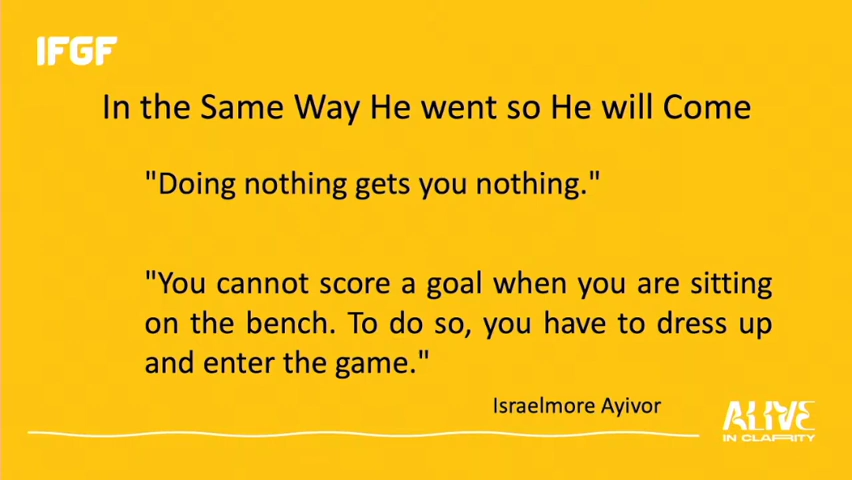 IFGF
In the Same Way He went so He will Come
"Doing nothing gets you nothing."
"You cannot score a goal when you are sitting
on the bench. To do so, you have to dress up
and enter the game."
Israelmore Ayivor
ALIVE
IN CLARITY